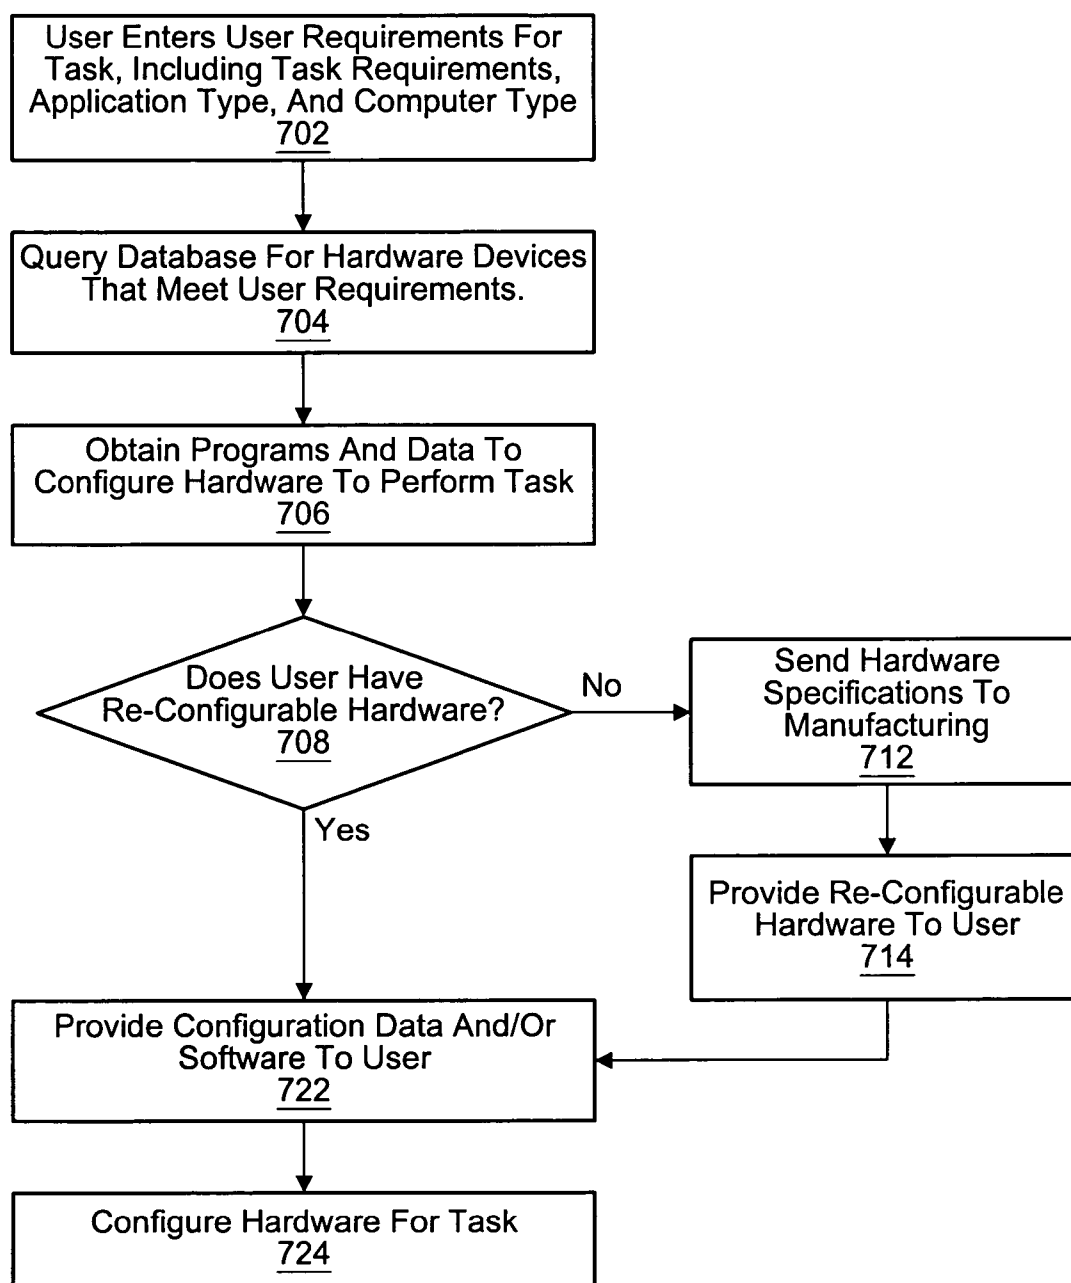 User Enters User Requirements For
Task, Including Task Requirements,
Application Type, And Computer Type
702
Query Database For Hardware Devices
That Meet User Requirements.
704
Obtain Programs And Data To
Configure Hardware To Perform Task
706
Does User Have
Re-Configurable Hardware?
708
No
Send Hardware
Specifications To
Manufacturing
712
Yes
Provide Re-Configurable
Hardware To User
714
Provide Configuration Data And/Or
Software To User
722
Configure Hardware For Task
724